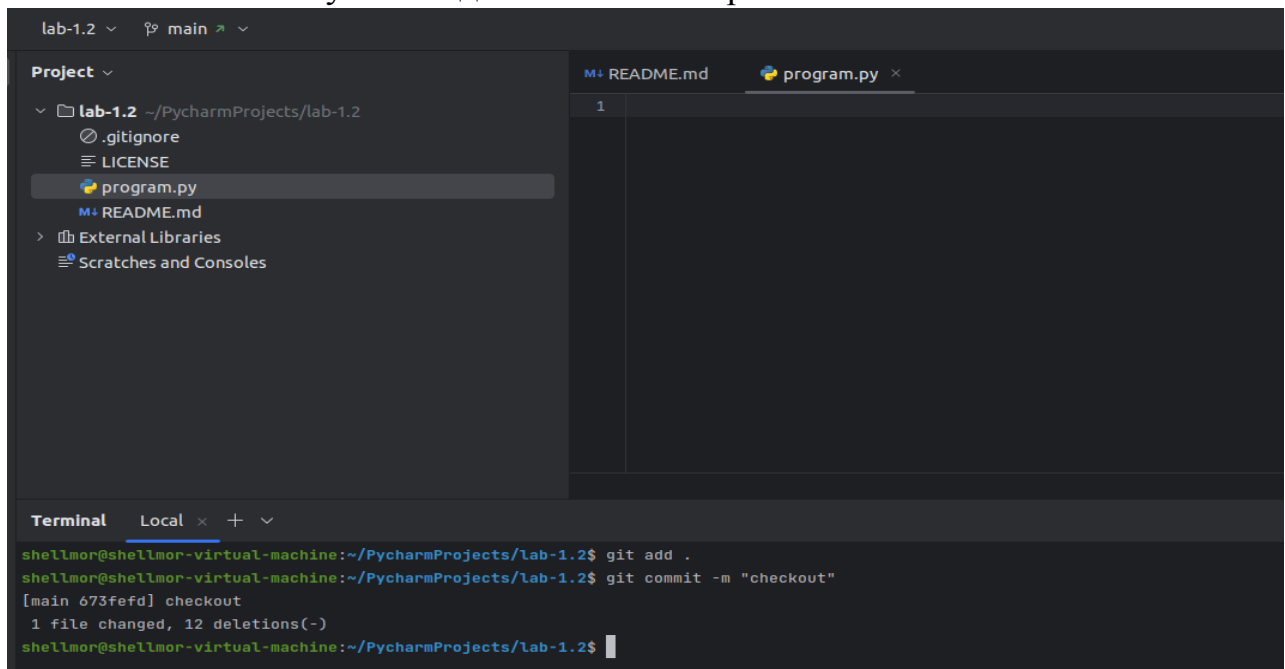 lab-1.2 main
Project
README.md program.py
lab-1.2 ~/PycharmProjects/lab-1.2
1
.gitignore
LICENSE
program.py
README.md
External Libraries
Scratches and Consoles
Terminal Local
shellmor@shellmor-virtual-machine:~/PycharmProjects/lab-1.2$ git add .
shellmor@shellmor-virtual-machine:~/PycharmProjects/lab-1.2$ git commit -m "checkout"
[main 673fefd] checkout
1 file changed, 12 deletions(-)
shellmor@shellmor-virtual-machine:~/PycharmProjects/lab-1.2$